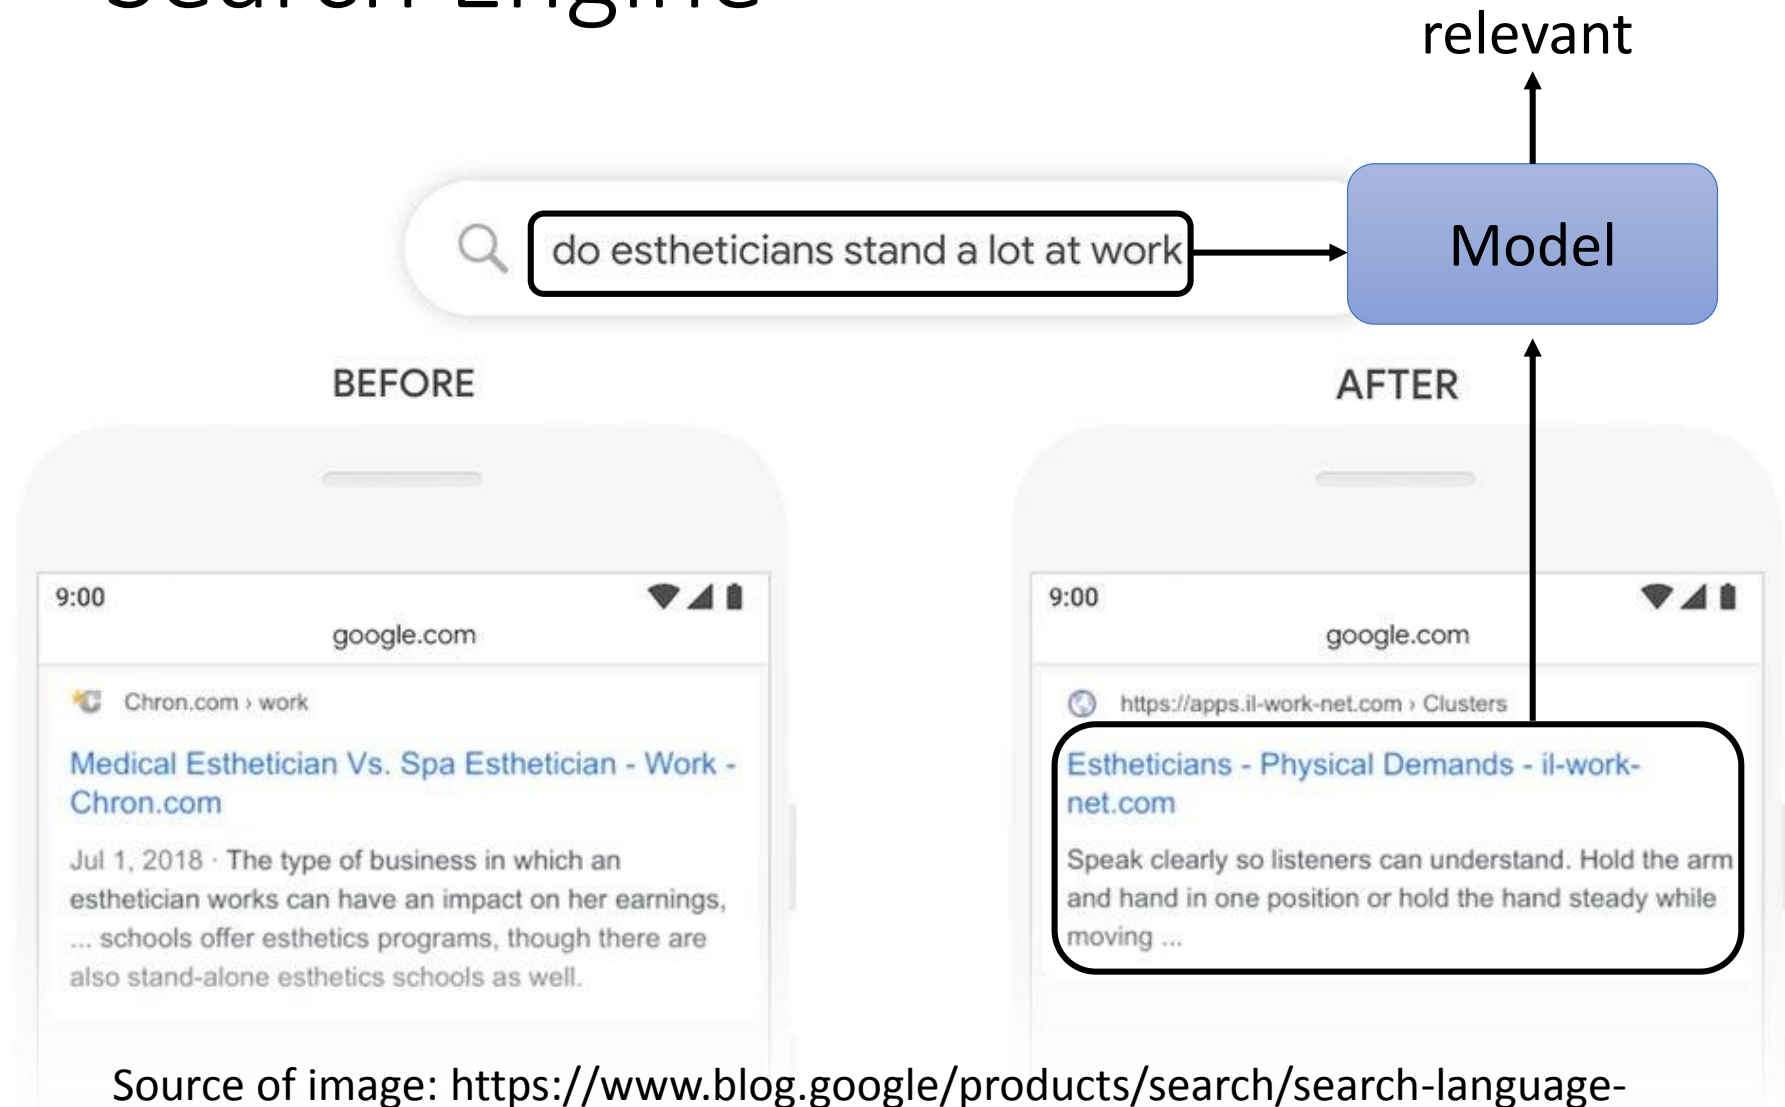 Search Engine
relevant
do estheticians stand a lot at work
Model
BEFORE
9:00
google.com
Chron.com › work
Medical Esthetician Vs. Spa Esthetician - Work -
Chron.com
Jul 1, 2018 · The type of business in which an
esthetician works can have an impact on her earnings,
... schools offer esthetics programs, though there are
also stand-alone esthetics schools as well.
AFTER
9:00
google.com
https://apps.il-work-net.com › Clusters
Estheticians - Physical Demands - il-work-
net.com
Speak clearly so listeners can understand. Hold the arm
and hand in one position or hold the hand steady while
moving ...
Source of image: https://www.blog.google/products/search/search-language-